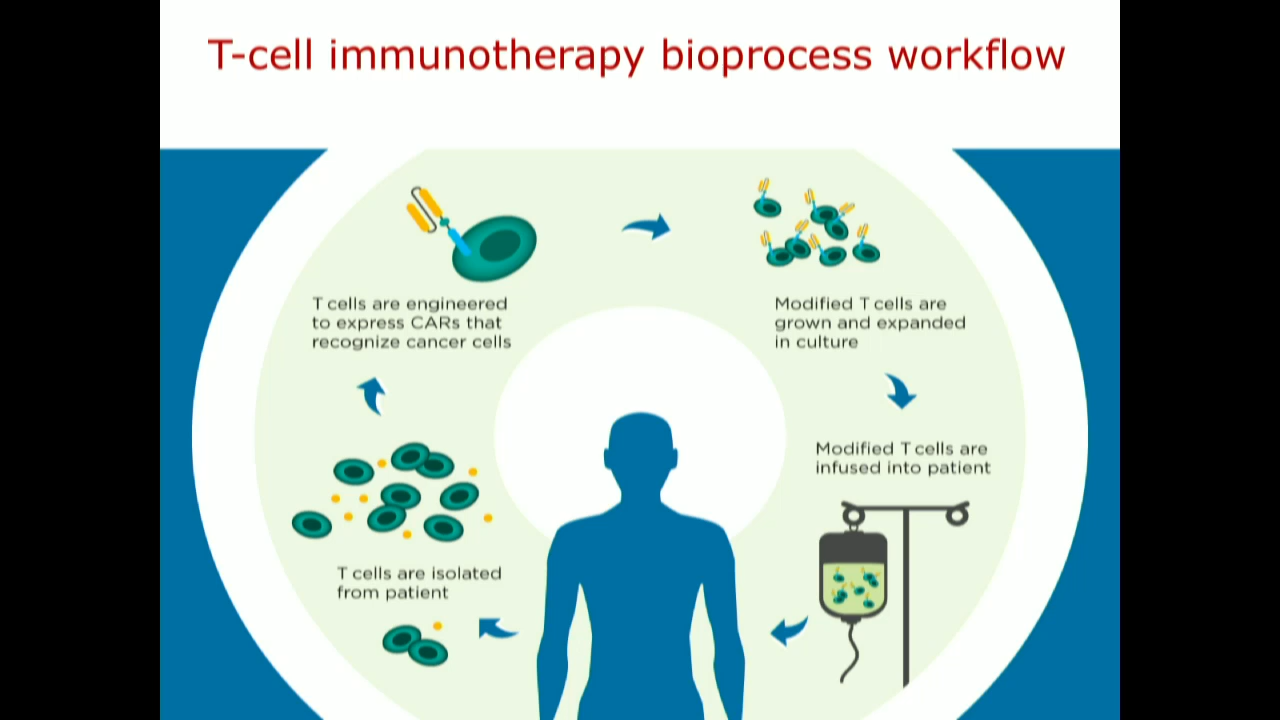 T-cell immunotherapy bioprocess workflow
T cells are engineered
to express CARs that
recognize cancer cells
Modified T cells are
grown and expanded
in culture
Modified T cells are
infused into patient
T cells are isolated
from patient